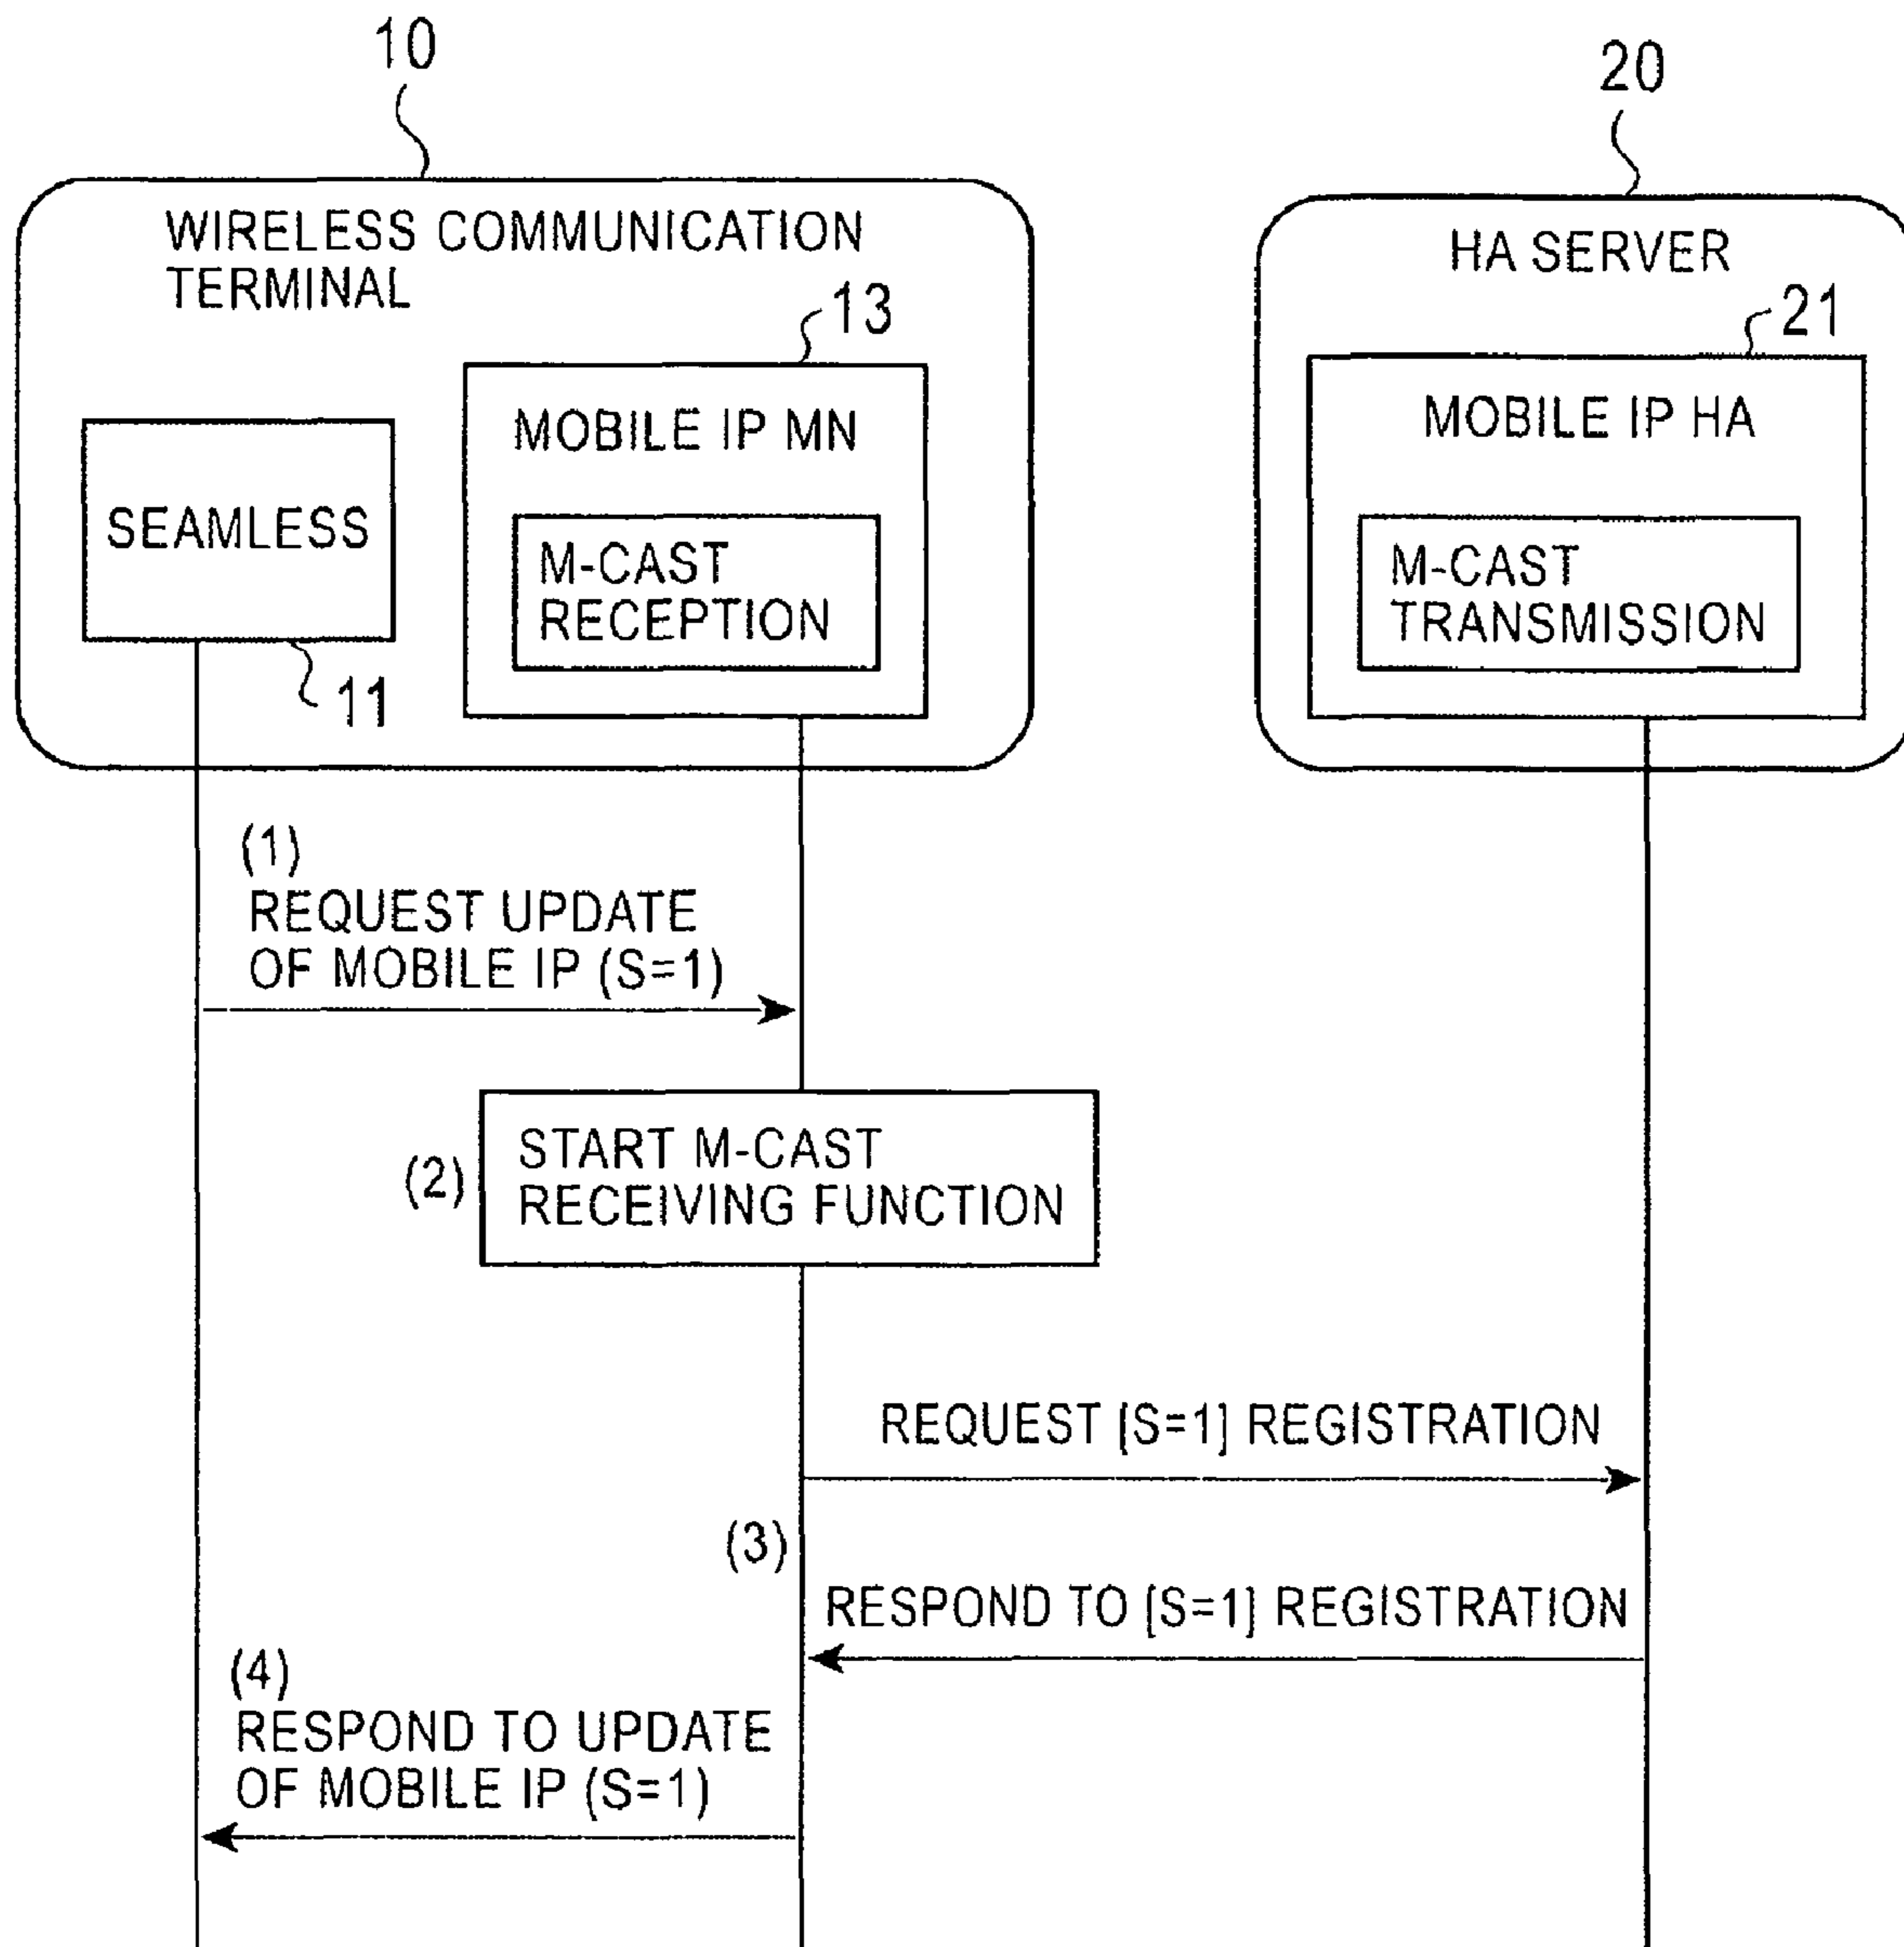 10
20
WIRELESS COMMUNICATION
TERMINAL
HA SERVER
13
21
MOBILE IP MN
MOBILE IP HA
SEAMLESS
M-CAST
RECEPTION
M-CAST
TRANSMISSION
11
(1)
REQUEST UPDATE
OF MOBILE IP (S=1)
(2)
START M-CAST
RECEIVING FUNCTION
REQUEST [S=1] REGISTRATION
(3)
RESPOND TO [S=1] REGISTRATION
(4)
RESPOND TO UPDATE
OF MOBILE IP (S=1)